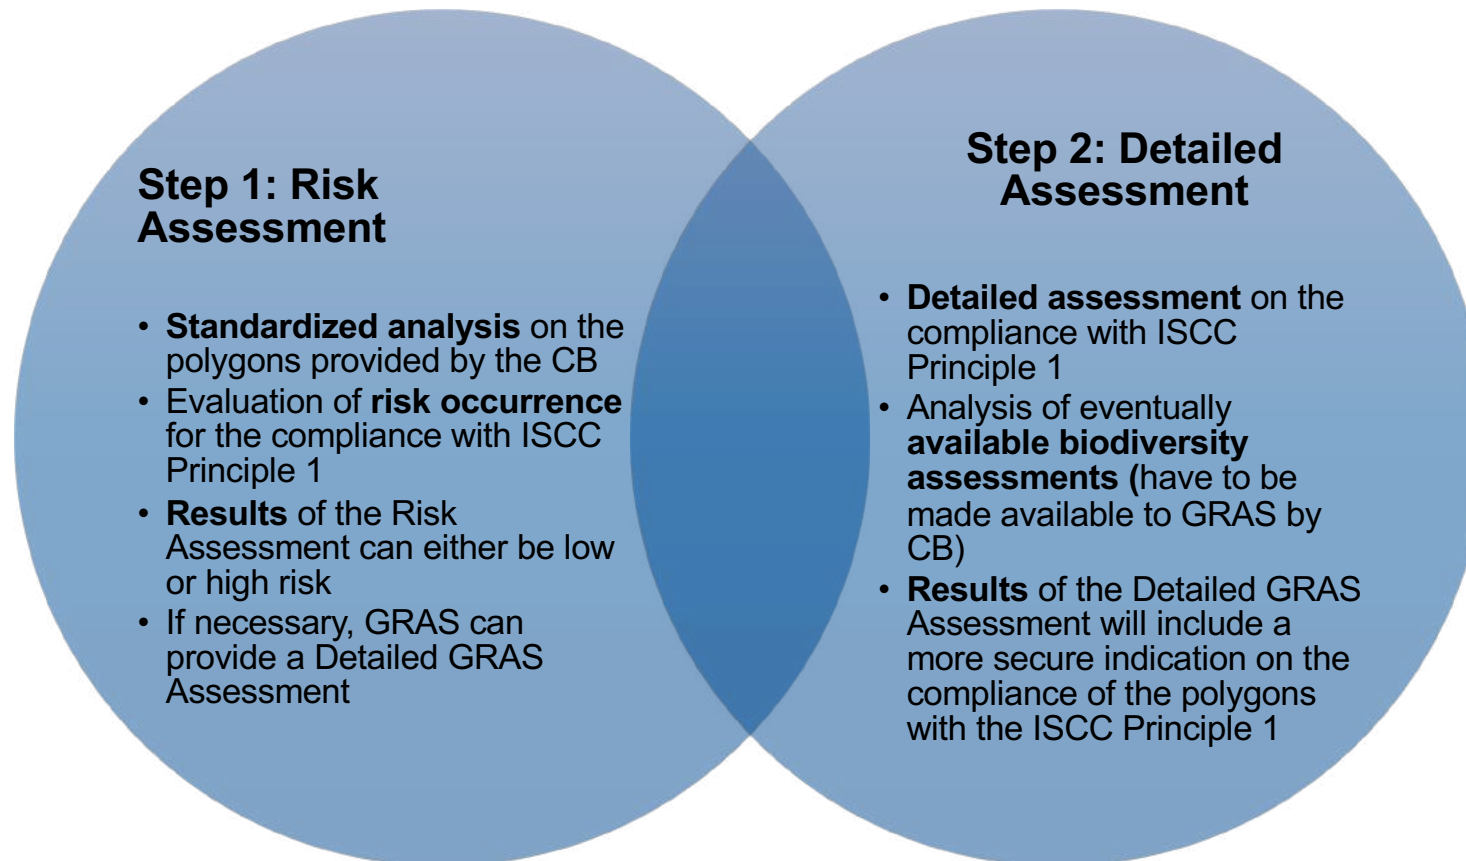 Step 1: Risk
Assessment
• Standardized analysis on the
polygons provided by the CB
• Evaluation of risk occurrence
for the compliance with ISCC
Principle 1
• Results of the Risk
Assessment can either be low
or high risk
• If necessary, GRAS can
provide a Detailed GRAS
Assessment
Step 2: Detailed
Assessment
• Detailed assessment on the
compliance with ISCC
Principle 1
• Analysis of eventually
available biodiversity
assessments (have to be
made available to GRAS by
CB)
• Results of the Detailed GRAS
Assessment will include a
more secure indication on the
compliance of the polygons
with the ISCC Principle 1